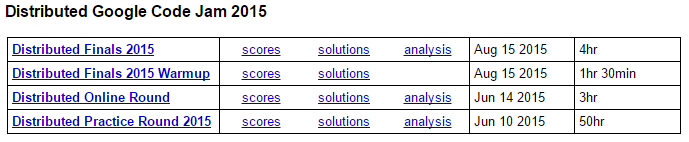 Distributed Google Code Jam 2015
Distributed Finals 2015 scores solutions analysis Aug 15 2015 4hr
Distributed Finals 2015 Warmup scores solutions Aug 15 2015 1hr 30min
Distributed Online Round scores solutions analysis Jun 14 2015 3hr
Distributed Practice Round 2015 scores solutions analysis Jun 10 2015 50hr